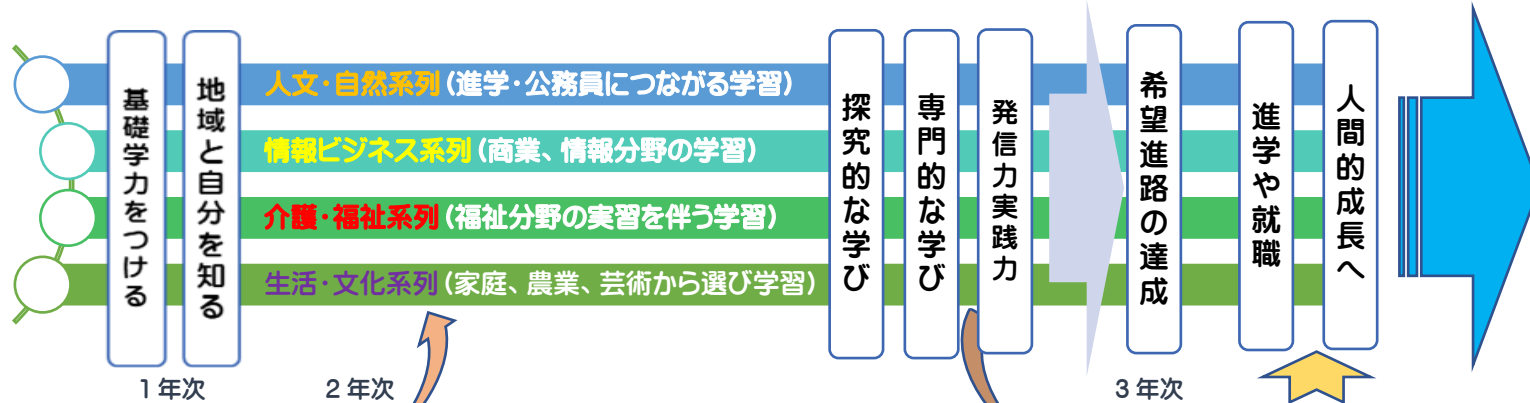 基礎学力をつける
地域と自分を知る
人文・自然系列(進学・公務員につながる学習)
情報ビジネス系列(商業、情報分野の学習)
介護・福祉系列(福祉分野の実習を伴う学習)
生活・文化系列(家庭、農業、芸術から選び学習)
探究的な学び
専門的な学び
発信力実践力
希望進路の達成
進学や就職
人間的成長へ
1年次
2年次
3年次